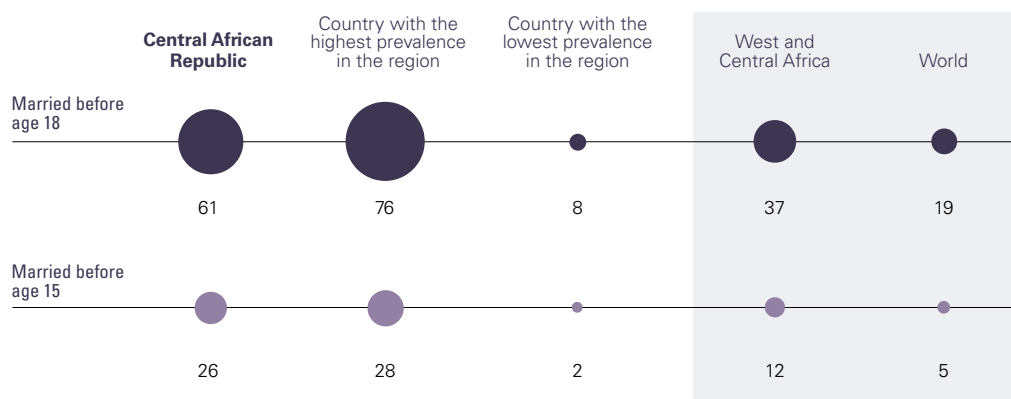 Central African
Republic
Country with the
highest prevalence
in the region
Country with the
lowest prevalence
in the region
West and
Central Africa
World
Married before
age 18
61
76
8
37
19
Married before
age 15
26
28
2
12
5